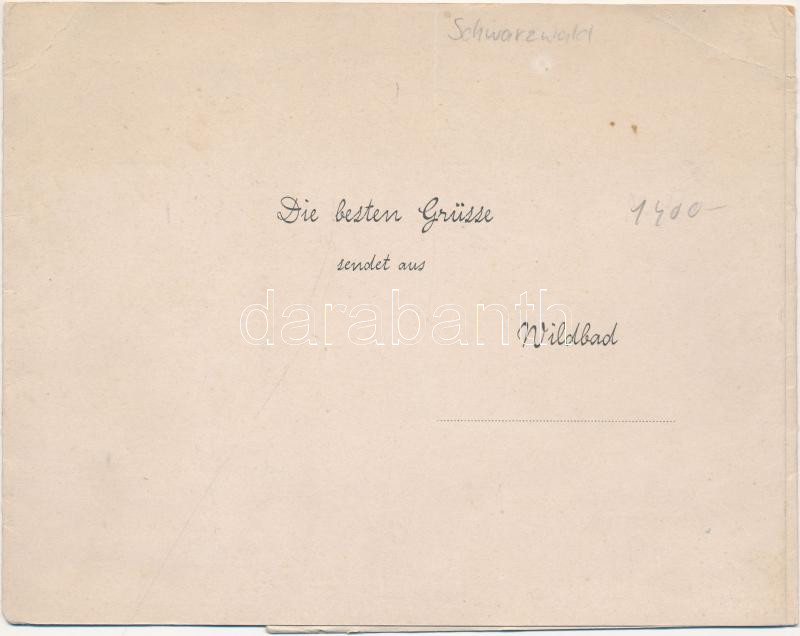 Schwarzwald
Die besten Grüsse
1400-
sendet aus
darabanth
Wildbad